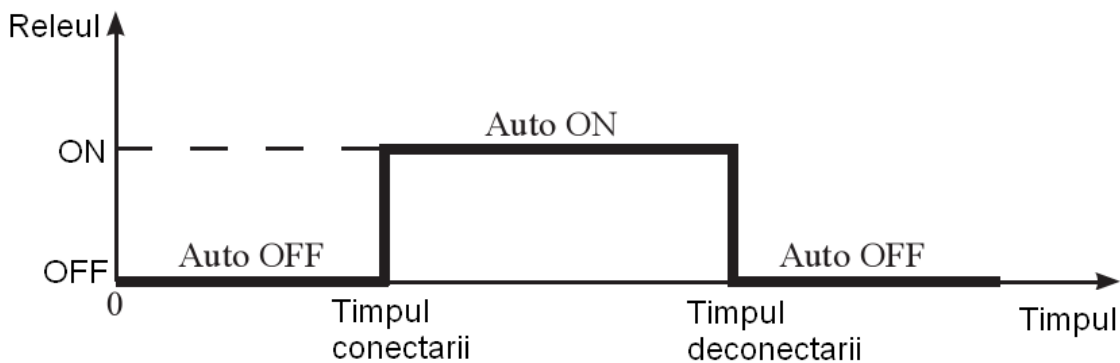 Releul
Auto ON
ON
Auto OFF
Auto OFF
OFF
0
Timpul
conectarii
Timpul
deconectarii
Timpul